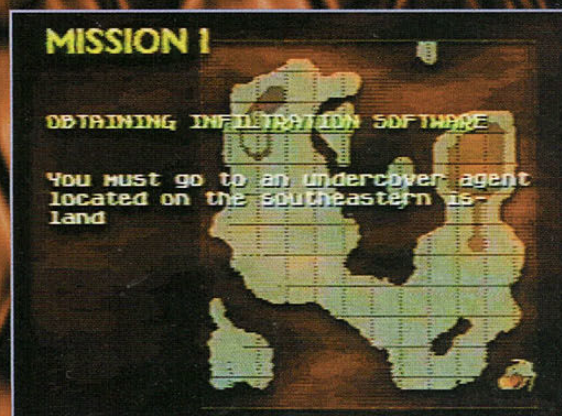 MISSION 1
OBTAINING INFILTRATION SOFTWARE
You must go to an undercover agent
located on the southeastern is-
land